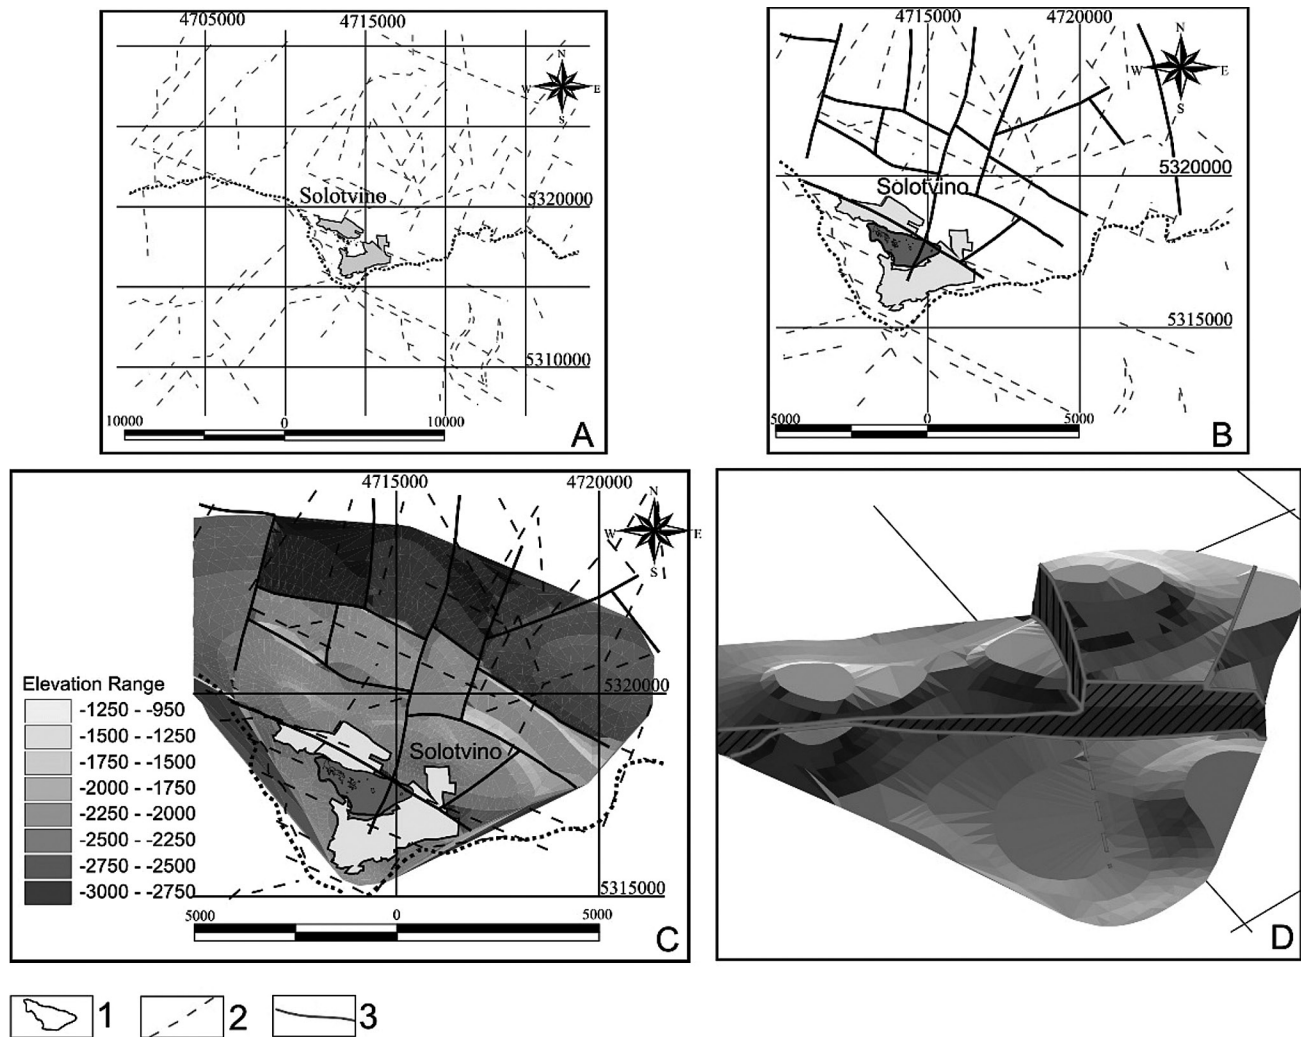 4705000 4715000
N
W E
S
Solotvino
5320000
5310000
10000 0 10000
A
4715000 4720000
N
W E
S
5320000
Solotvino
5315000
5000 0 5000
B
4715000 4720000
N
W E
S
5320000
Elevation Range
-1250 - -950
-1500 - -1250
-1750 - -1500
-2000 - -1750
-2250 - -2000
-2500 - -2250
-2750 - -2500
-3000 - -2750
Solotvino
5315000
5000 0 5000
C
D
1 2 3